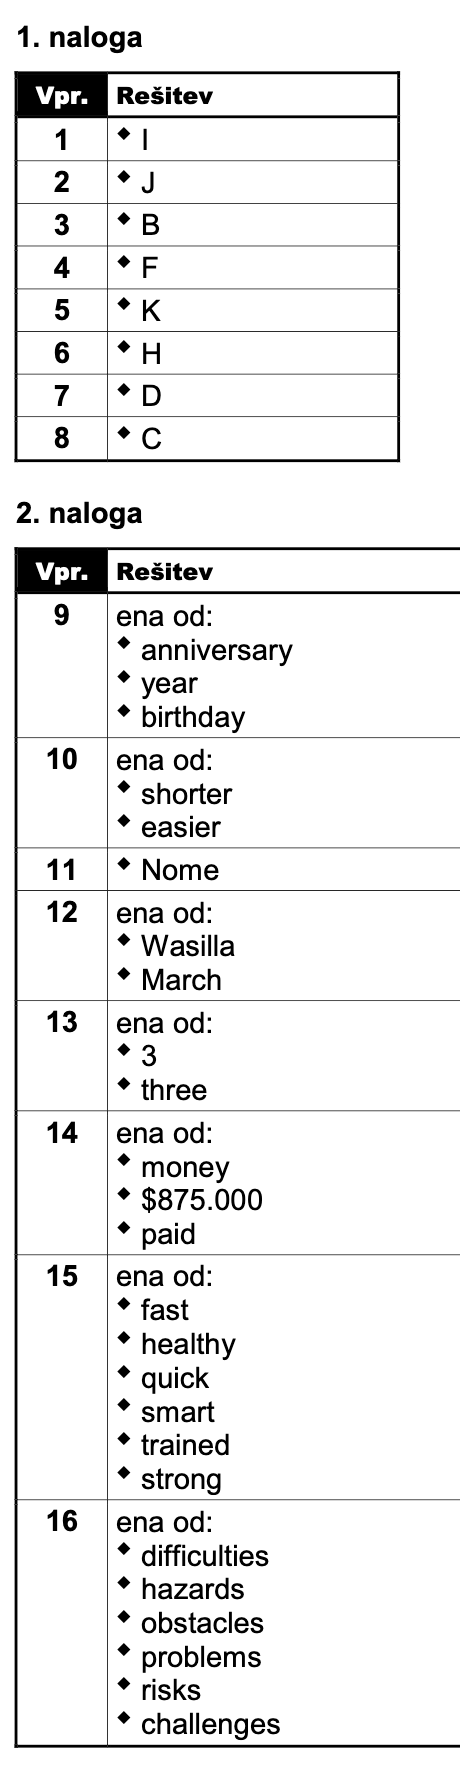 1. naloga
Vpr. Rešitev
1 ◆ I
2 ◆ J
3 ◆ B
4 ◆ F
5 ◆ K
6 ◆ H
7 ◆ D
8 ◆ C
2. naloga
Vpr. Rešitev
9 ena od:
◆ anniversary
◆ year
◆ birthday
10 ena od:
◆ shorter
◆ easier
11 ◆ Nome
12 ena od:
◆ Wasilla
◆ March
13 ena od:
◆ 3
◆ three
14 ena od:
◆ money
◆ $875.000
◆ paid
15 ena od:
◆ fast
◆ healthy
◆ quick
◆ smart
◆ trained
◆ strong
16 ena od:
◆ difficulties
◆ hazards
◆ obstacles
◆ problems
◆ risks
◆ challenges